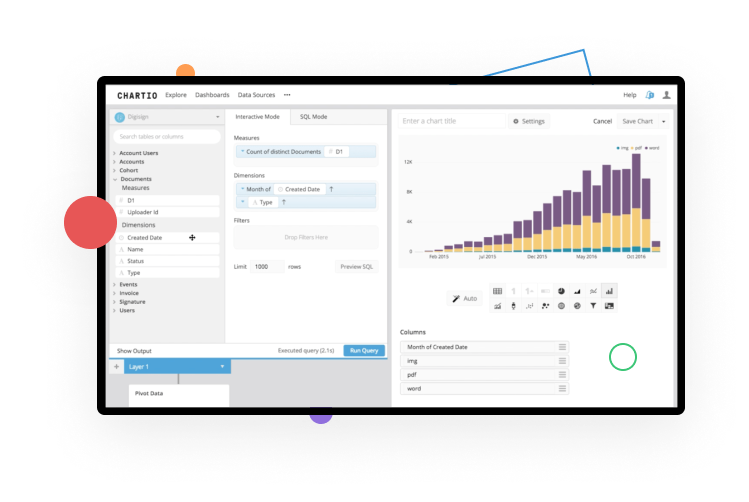 CHARTIO Explore Dashboards Data Sources ••• Help
Digisign
Search tables or columns
Account Users
Accounts
Cohort
Documents
Measures
# D1
# Uploader Id
Dimensions
Created Date
A Name
A Status
A Type
Events
Invoice
Signature
Users
Interactive Mode SQL Mode
Measures
Count of distinct Documents # D1
Dimensions
Month of Created Date ↑
A Type ↑
Filters
Drop Filters Here
Limit 1000 rows Preview SQL
Show Output Executed query (2.1s) Run Query
+ Layer 1
Pivot Data
Enter a chart title Settings Cancel Save Chart
img pdf word
12K
8K
4K
0
Feb 2015 Jul 2015 Dec 2015 May 2016 Oct 2016
Auto
Columns
Month of Created Date
img
pdf
word